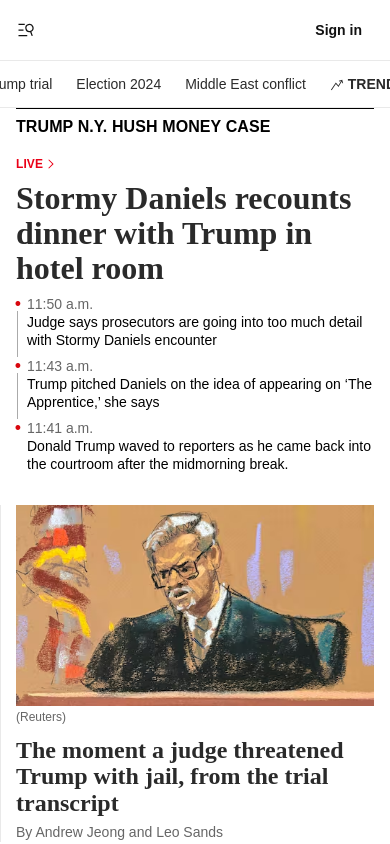 Sign in
ump trial Election 2024 Middle East conflict TREND
TRUMP N.Y. HUSH MONEY CASE
LIVE
Stormy Daniels recounts
dinner with Trump in
hotel room
11:50 a.m.
Judge says prosecutors are going into too much detail
with Stormy Daniels encounter
11:43 a.m.
Trump pitched Daniels on the idea of appearing on ‘The
Apprentice,’ she says
11:41 a.m.
Donald Trump waved to reporters as he came back into
the courtroom after the midmorning break.
(Reuters)
The moment a judge threatened
Trump with jail, from the trial
transcript
By Andrew Jeong and Leo Sands